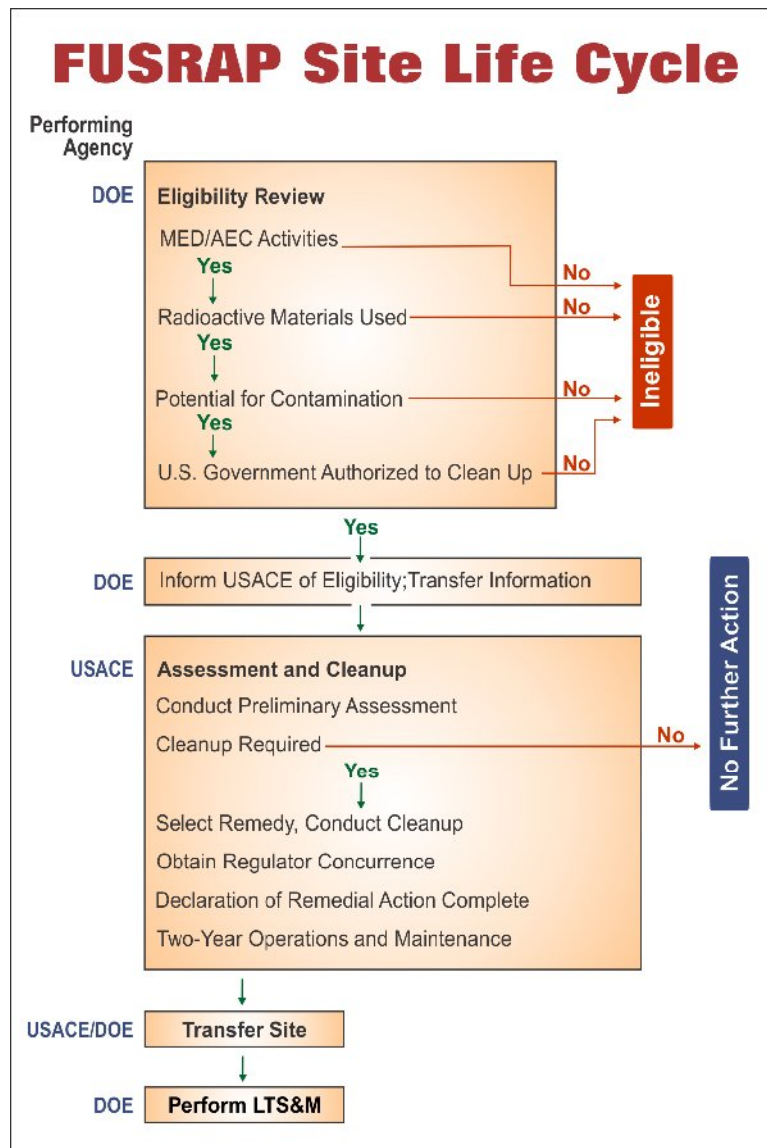 FUSRAP Site Life Cycle
Performing
Agency
DOE
Eligibility Review
MED/AEC Activities
No
Yes
Radioactive Materials Used
No
Yes
Potential for Contamination
No
Yes
U.S. Government Authorized to Clean Up
No
Ineligible
Yes
DOE
Inform USACE of Eligibility;Transfer Information
USACE
Assessment and Cleanup
Conduct Preliminary Assessment
Cleanup Required
No
No Further Action
Yes
Select Remedy, Conduct Cleanup
Obtain Regulator Concurrence
Declaration of Remedial Action Complete
Two-Year Operations and Maintenance
USACE/DOE
Transfer Site
DOE
Perform LTS&M